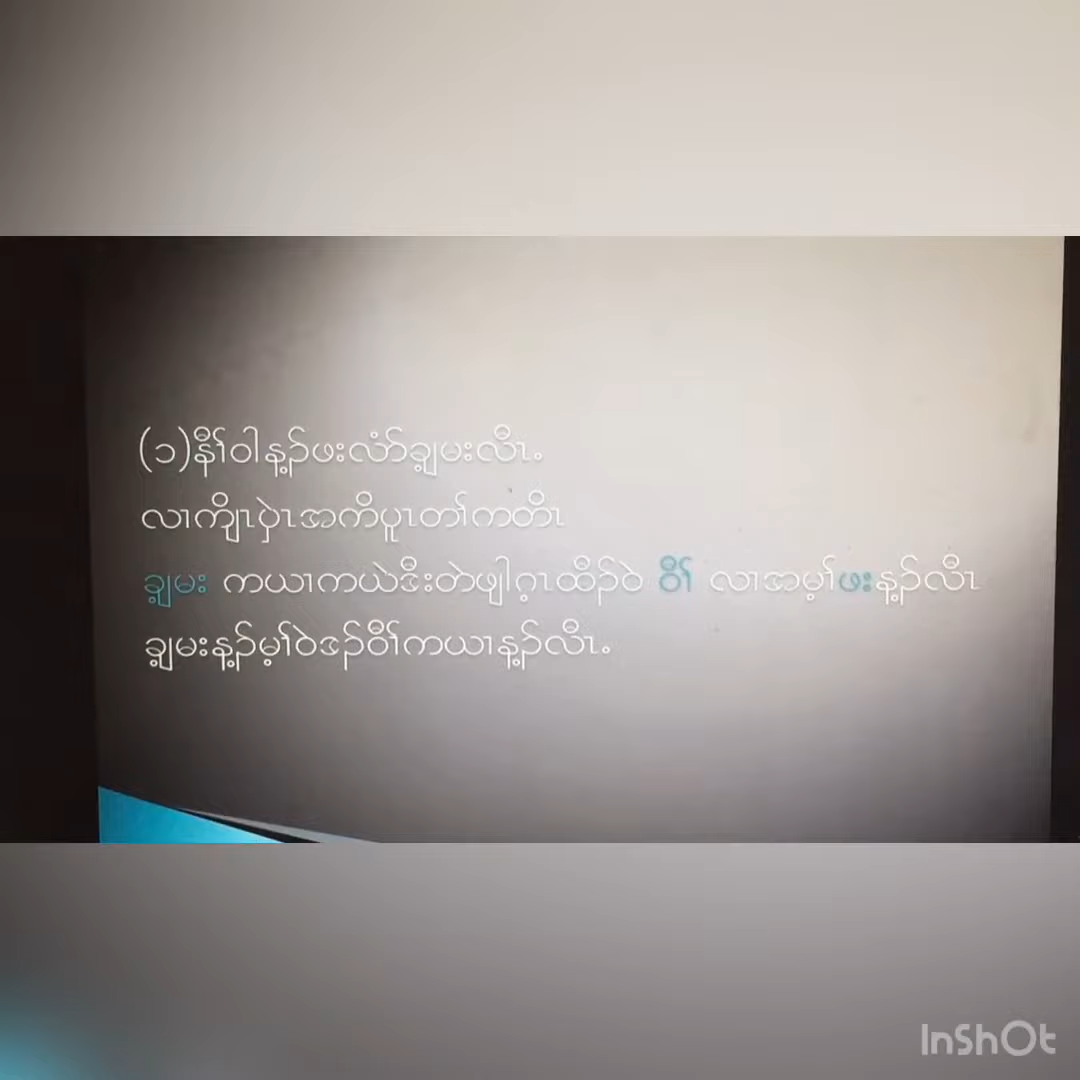 (၁)နီၢ်ဝါန့ၣ်ဖးလံာ်ချ့မးလီၤႉ
လၢကျိၤပှဲၤအကိပူၤတၢ်ကတိၤ
ချ့မး ကယၢကယဲဒီးတဲဖျါဂ့ၤထီၣ်ဝဲ ဝီၢ် လၢအမ့ၢ်ဖးန့ၣ်လီၤ
ချ့မးန့ၣ်မ့ၢ်ဝဲဒၣ်ဝီၢ်ကယၢန့ၣ်လီၤႉ
InShOt